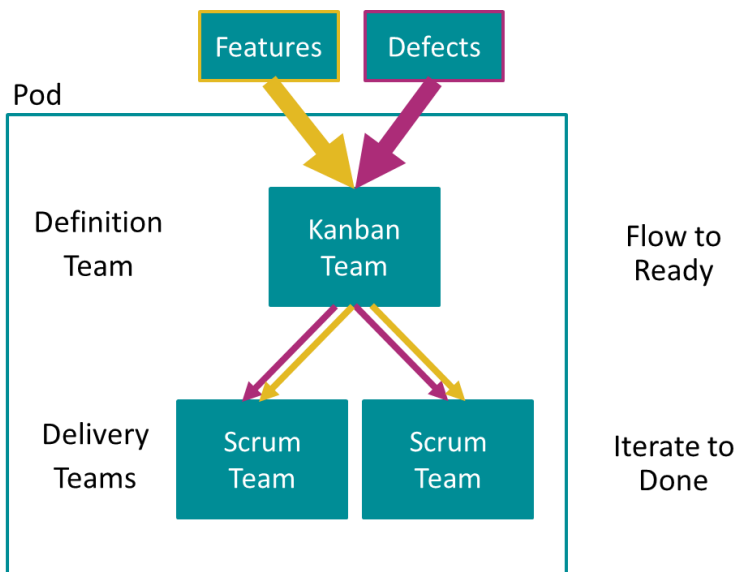 Features
Defects
Pod
Definition
Team
Kanban
Team
Flow to
Ready
Delivery
Teams
Scrum
Team
Scrum
Team
Iterate to
Done